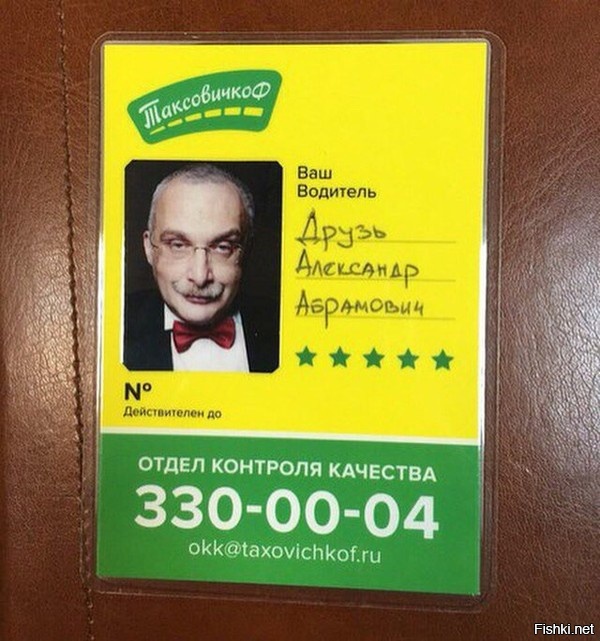 ТаксовичкоФ
Ваш
Водитель
Друзь
Александр
Абрамович
№
Действителен до
ОТДЕЛ КОНТРОЛЯ КАЧЕСТВА
330-00-04
okk@taxovichkof.ru
Fishki.net